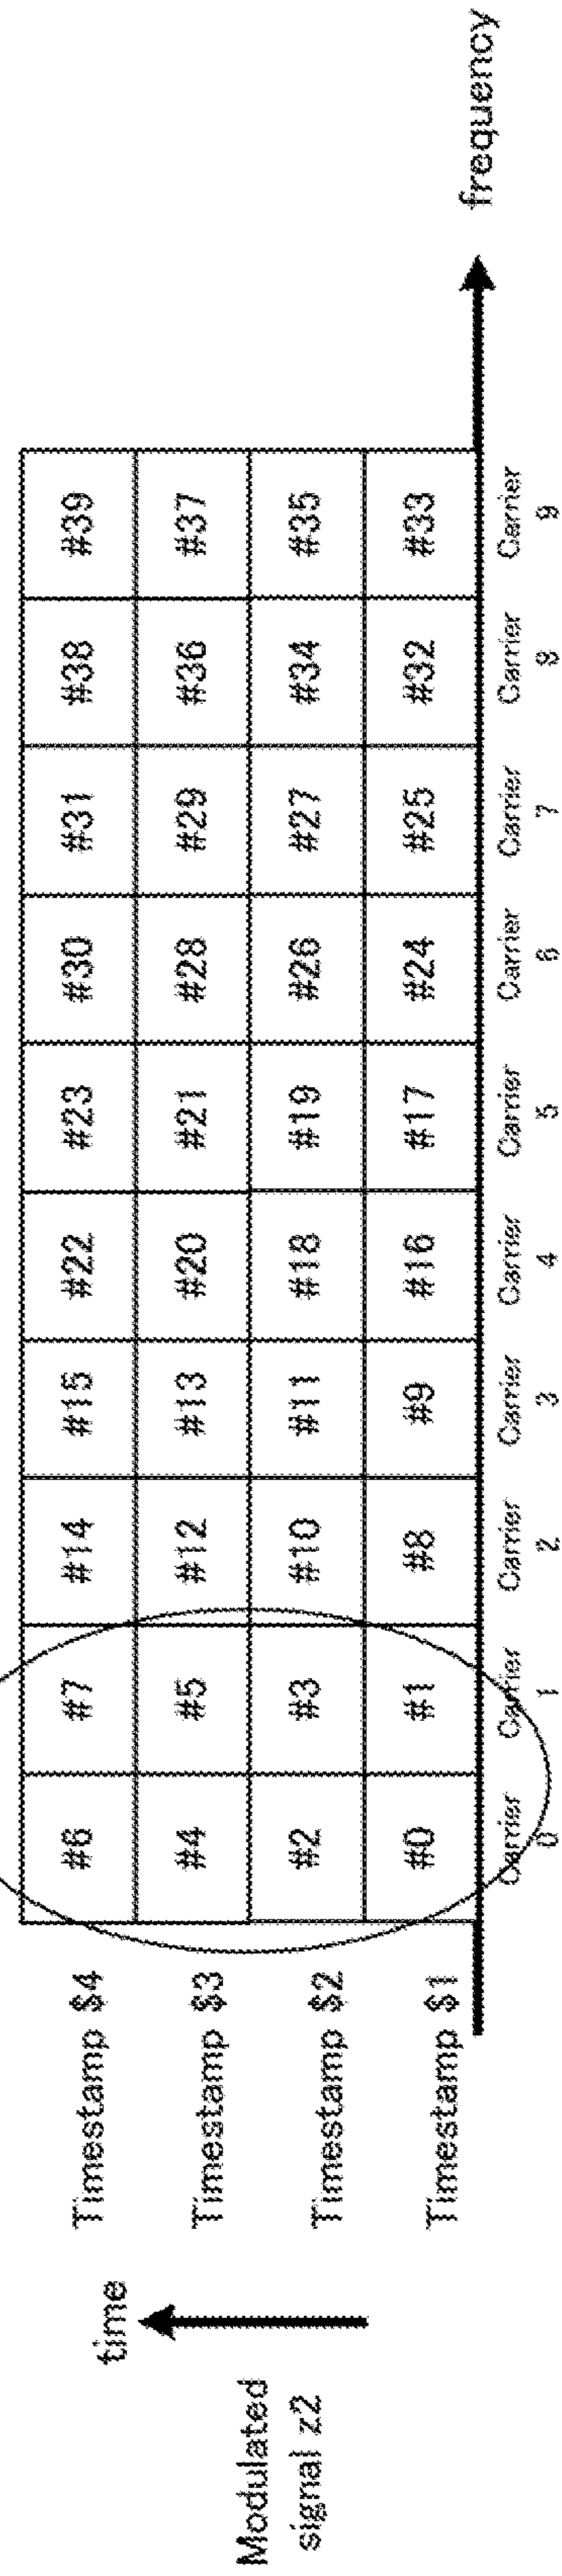 Modulated
signal z2
time
Timestamp $4 #6 #7 #14 #15 #22 #23 #30 #31 #38 #39
Timestamp $3 #4 #5 #12 #13 #20 #21 #28 #29 #36 #37
Timestamp $2 #2 #3 #10 #11 #18 #19 #26 #27 #34 #35
Timestamp $1 #0 #1 #8 #9 #16 #17 #24 #25 #32 #33
Carrier Carrier Carrier Carrier Carrier Carrier Carrier Carrier Carrier Carrier
0 1 2 3 4 5 6 7 8 9
frequency